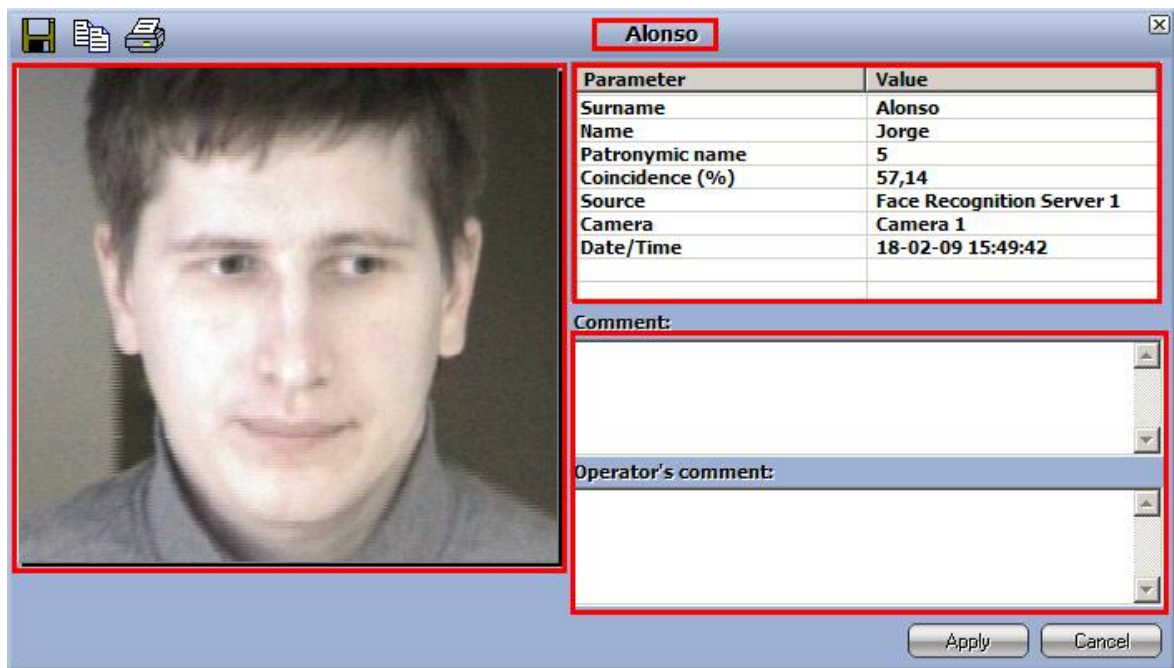 Alonso
Parameter Value
Surname Alonso
Name Jorge
Patronymic name 5
Coincidence (%) 57,14
Source Face Recognition Server 1
Camera Camera 1
Date/Time 18-02-09 15:49:42
Comment:
Operator's comment:
Apply Cancel